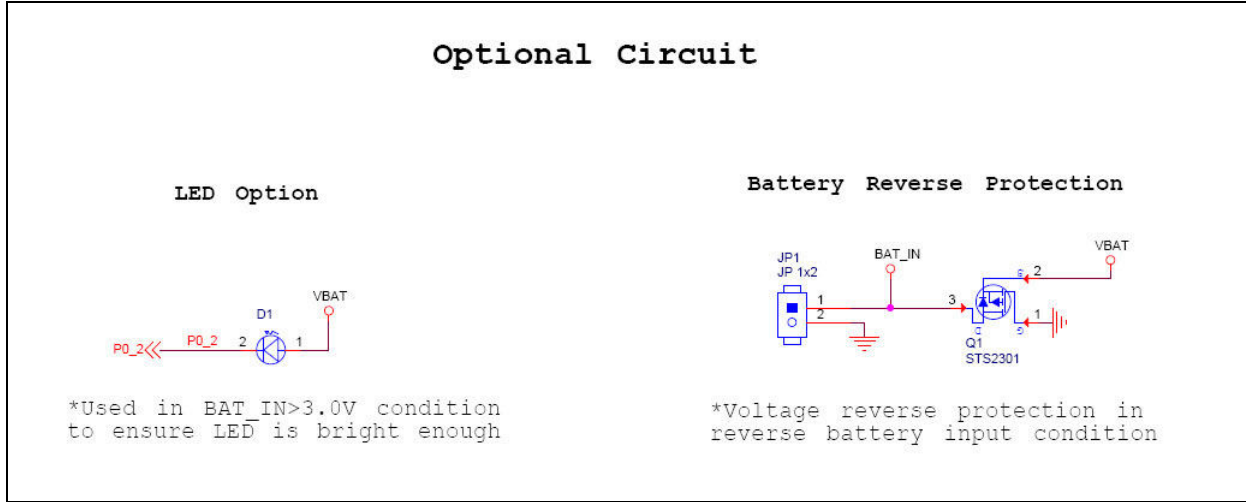 Optional Circuit
LED Option
VBAT
D1
P0_2
P0_2
2
1
*Used in BAT_IN>3.0V condition
to ensure LED is bright enough
Battery Reverse Protection
JP1
JP 1x2
BAT_IN
VBAT
1
2
3
2
1
D
Q1
STS2301
*Voltage reverse protection in
reverse battery input condition